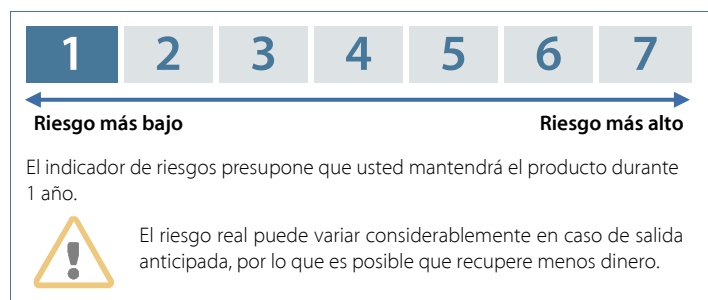 1 2 3 4 5 6 7
Riesgo más bajo Riesgo más alto
El indicador de riesgos presupone que usted mantendrá el producto durante
1 año.
El riesgo real puede variar considerablemente en caso de salida
anticipada, por lo que es posible que recupere menos dinero.